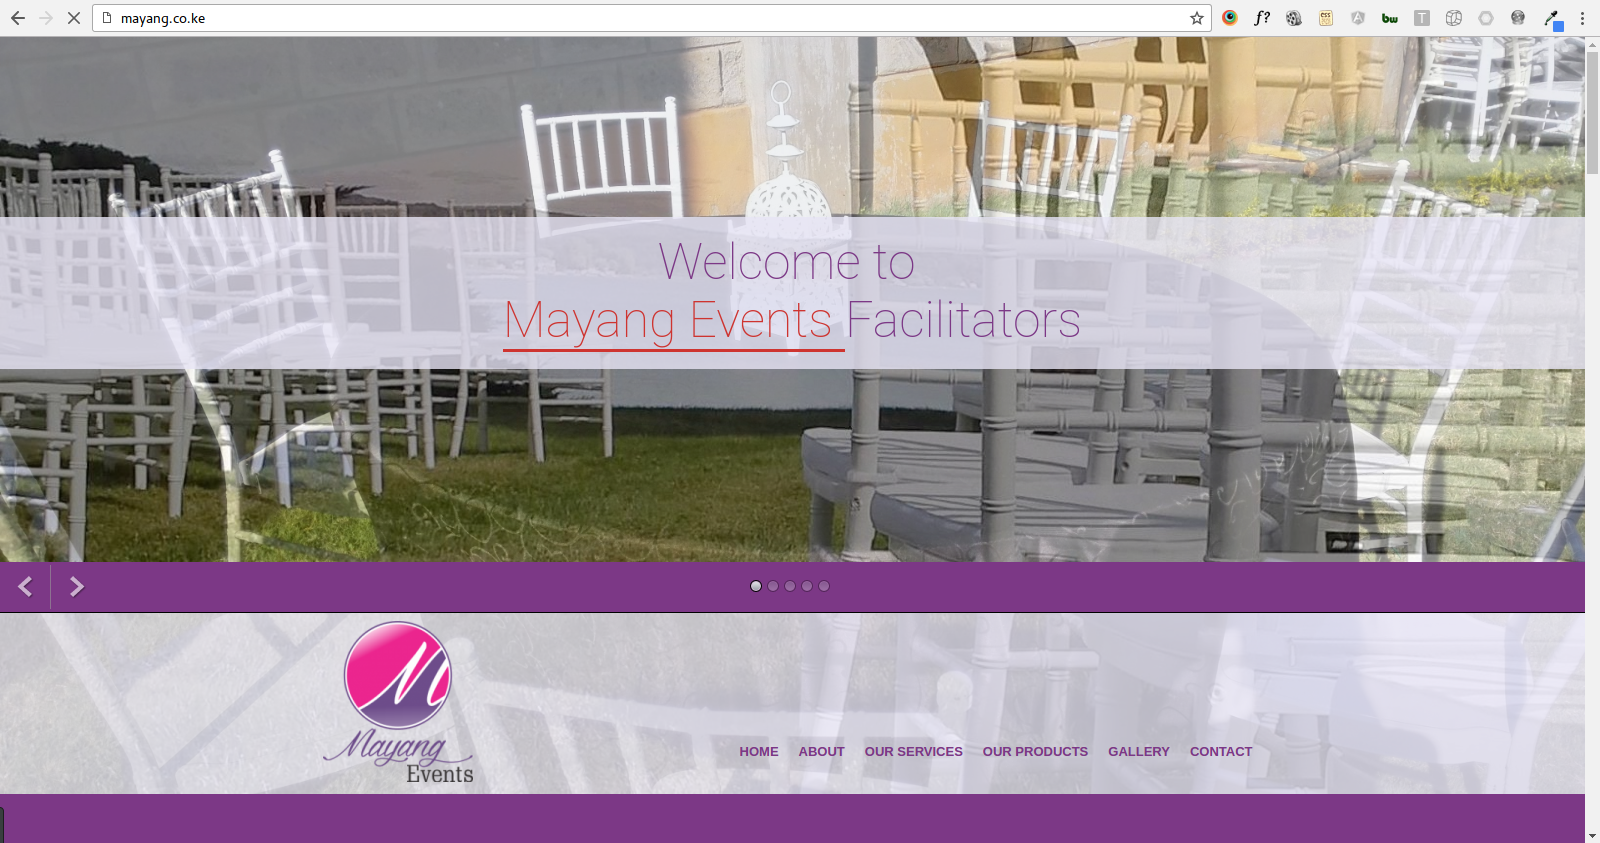 mayang.co.ke
f?
ess
bw
T
Welcome to
Mayang Events Facilitators
M
Mayang
Events
HOME ABOUT OUR SERVICES OUR PRODUCTS GALLERY CONTACT